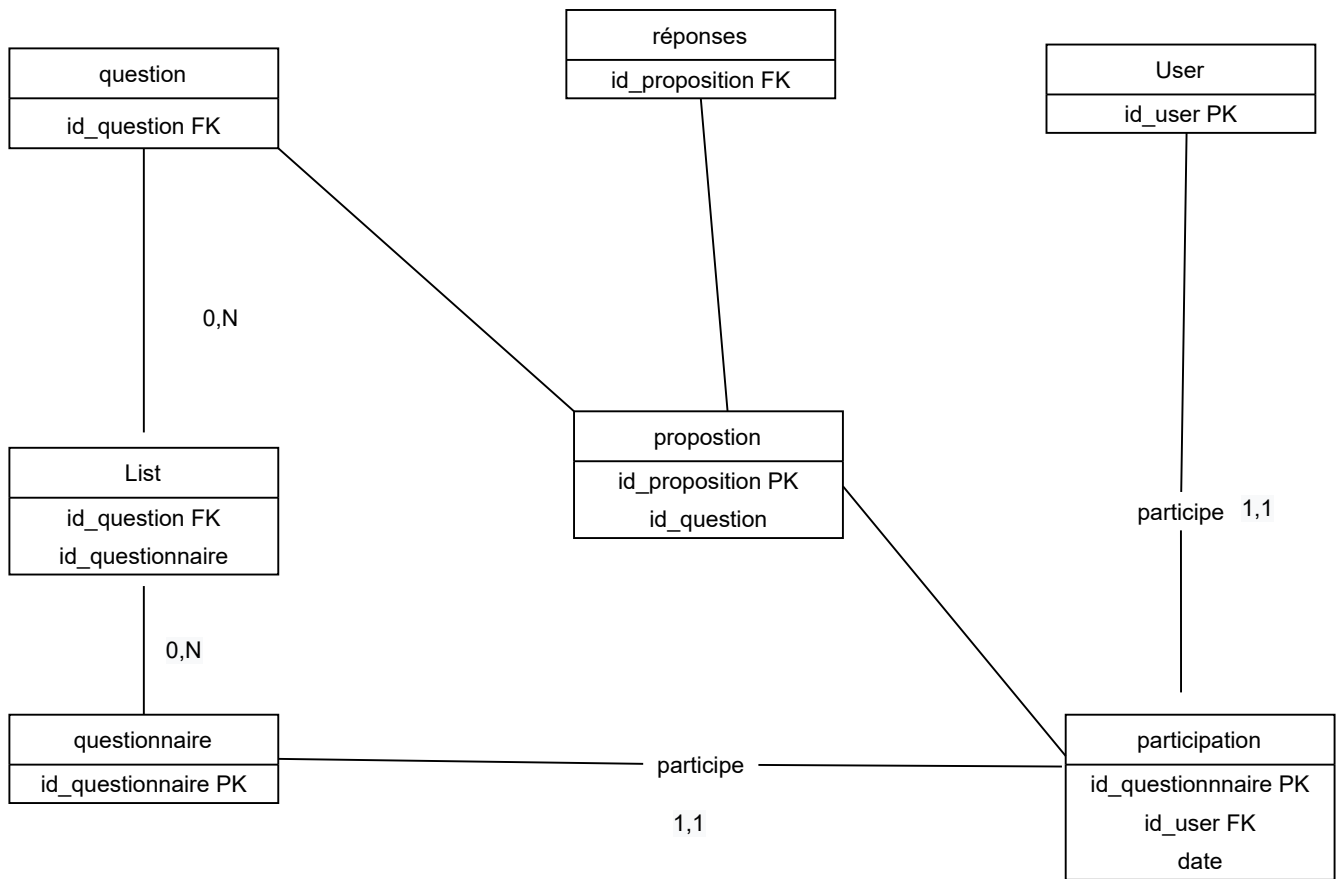 réponses
id_proposition FK
question
id_question FK
User
id_user PK
0,N
propostion
id_proposition PK
id_question
List
id_question FK
id_questionnaire
participe 1,1
0,N
questionnaire
id_questionnaire PK
participe
1,1
participation
id_questionnnaire PK
id_user FK
date